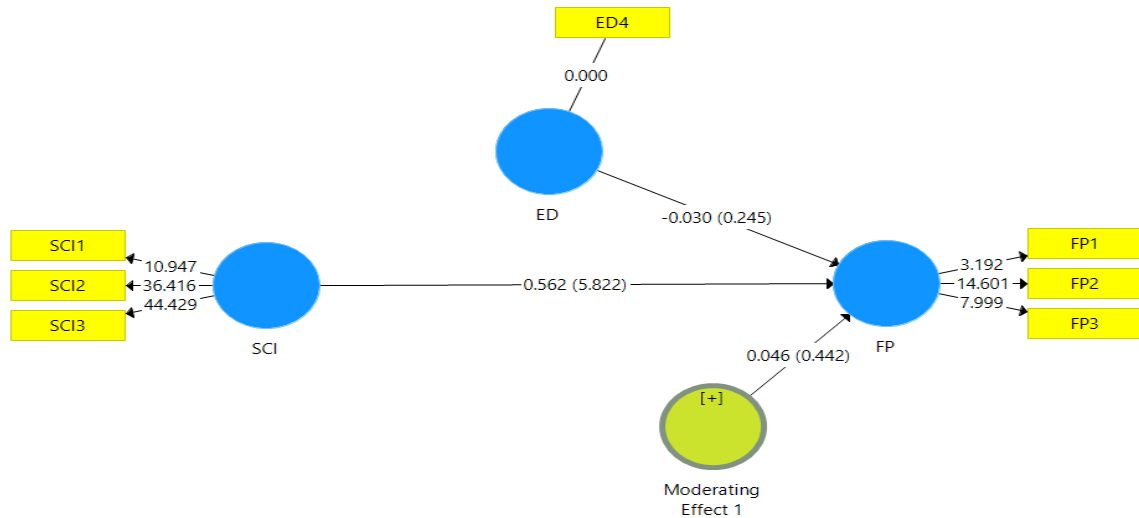 ED4
0.000
ED
-0.030 (0.245)
SCI1
SCI2
SCI3
10.947
36.416
44.429
SCI
0.562 (5.822)
FP1
FP2
FP3
3.192
14.601
7.999
FP
0.046 (0.442)
[+]
Moderating
Effect 1